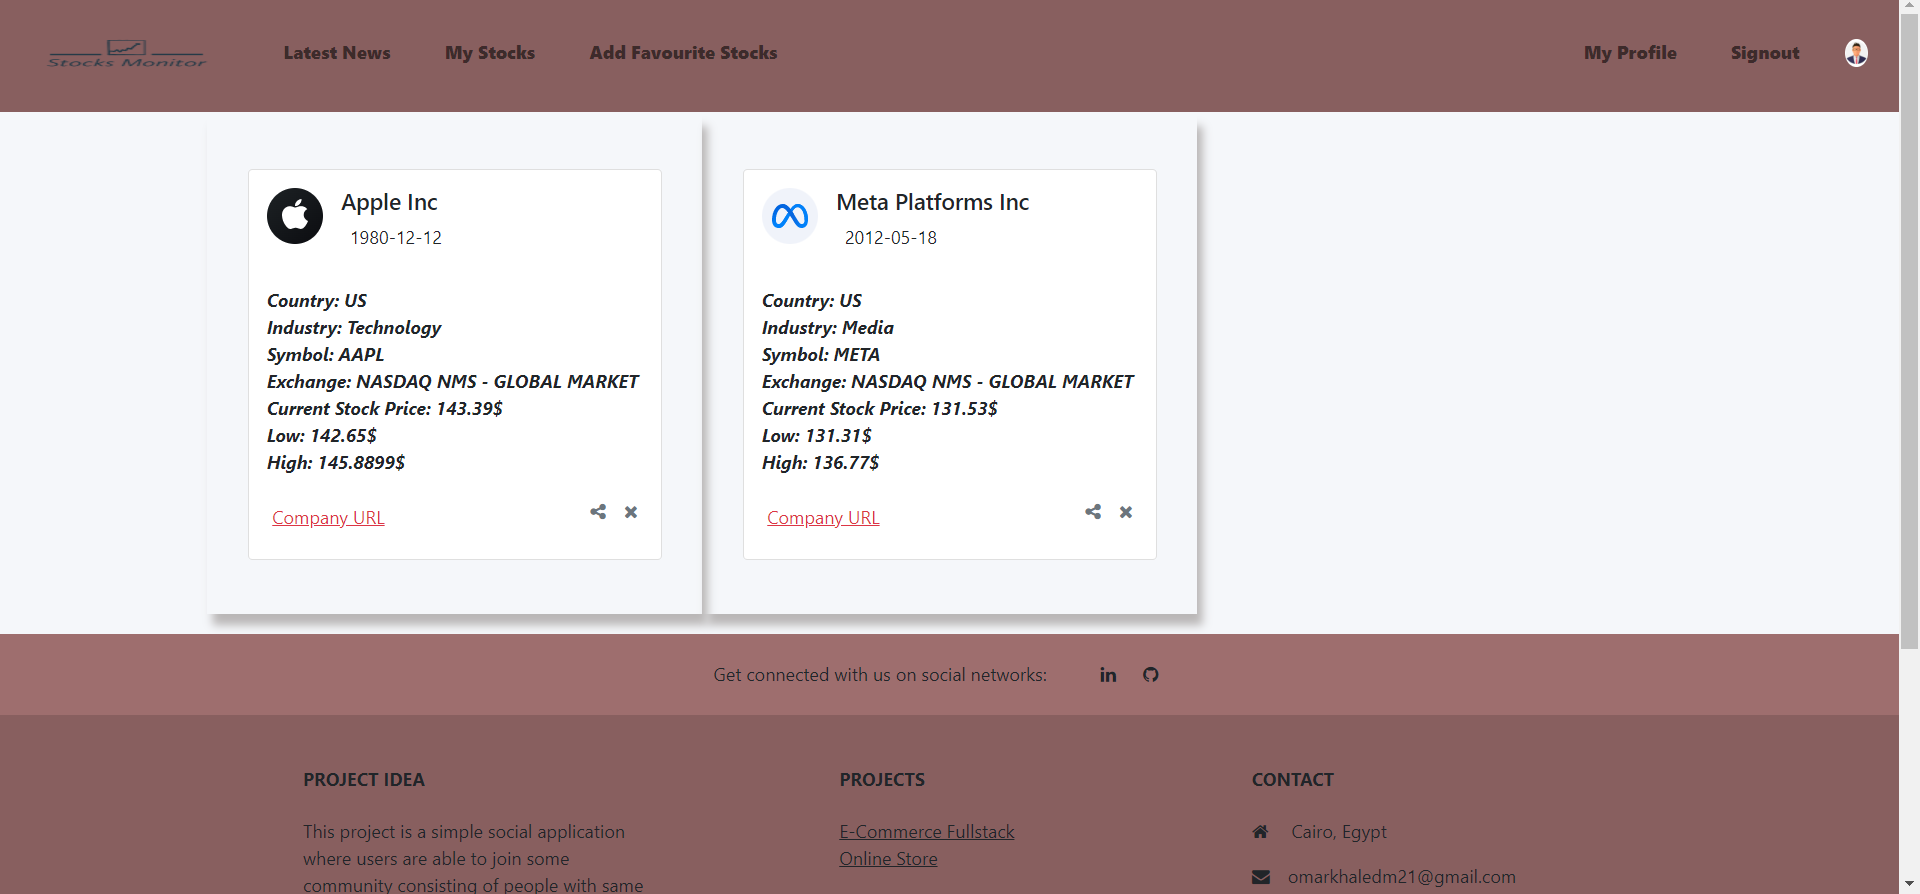 Stocks Monitor
Latest News
My Stocks
Add Favourite Stocks
My Profile
Signout
Apple Inc
1980-12-12
Country: US
Industry: Technology
Symbol: AAPL
Exchange: NASDAQ NMS - GLOBAL MARKET
Current Stock Price: 143.39$
Low: 142.65$
High: 145.8899$
Company URL
Meta Platforms Inc
2012-05-18
Country: US
Industry: Media
Symbol: META
Exchange: NASDAQ NMS - GLOBAL MARKET
Current Stock Price: 131.53$
Low: 131.31$
High: 136.77$
Company URL
Get connected with us on social networks:
PROJECT IDEA
This project is a simple social application
where users are able to join some
community consisting of people with same
PROJECTS
E-Commerce Fullstack
Online Store
CONTACT
Cairo, Egypt
omarkhaledm21@gmail.com